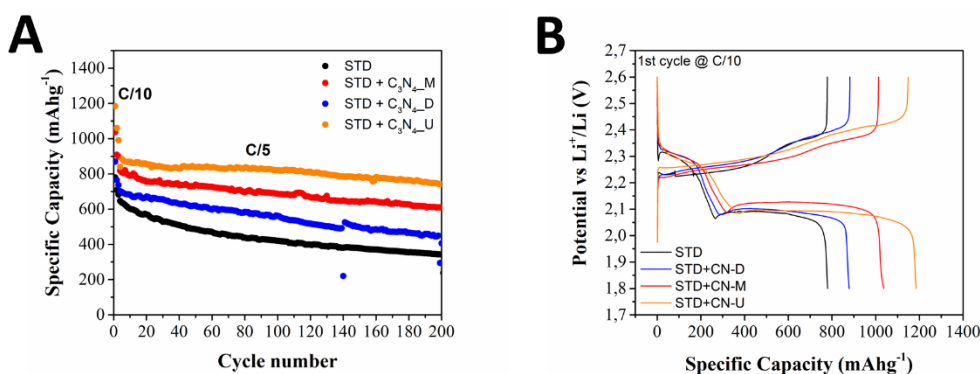 A
Specific Capacity (mAhg⁻¹)
1400
1200
1000
800
600
400
200
0
0 20 40 60 80 100 120 140 160 180 200
Cycle number
C/10
C/5
STD
STD + C₃N₄_M
STD + C₃N₄_D
STD + C₃N₄_U
B
Potential vs Li⁺/Li (V)
2,7
2,6
2,5
2,4
2,3
2,2
2,1
2,0
1,9
1,8
1,7
0 200 400 600 800 1000 1200 1400
Specific Capacity (mAhg⁻¹)
1st cycle @ C/10
STD
STD+CN-D
STD+CN-M
STD+CN-U